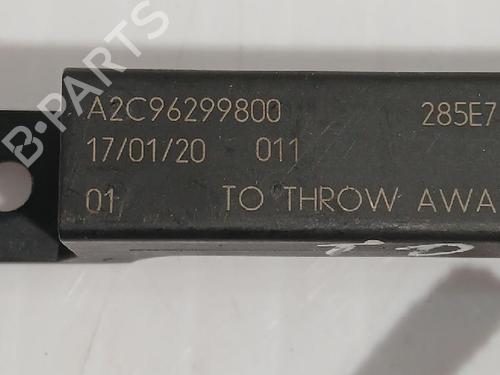 B-PARTS
A2C96299800 285E7
17/01/20 011
01 TO THROW AWA